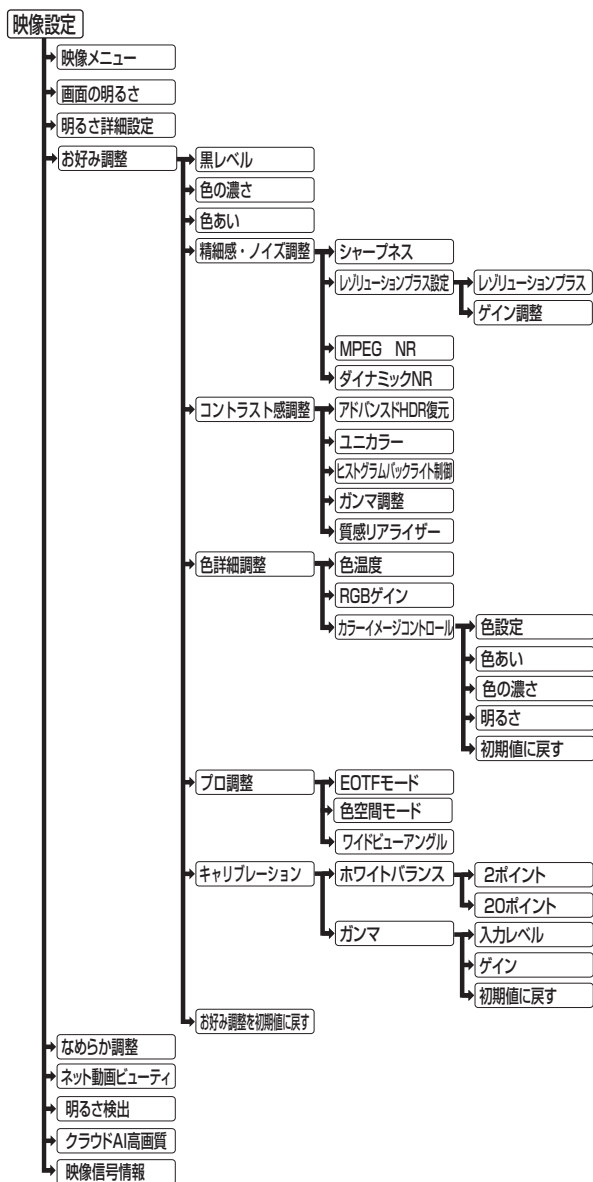 映像設定
映像メニュー
画面の明るさ
明るさ詳細設定
お好み調整
黒レベル
色の濃さ
色あい
精細感・ノイズ調整
シャープネス
レゾリューションプラス設定
レゾリューションプラス
ゲイン調整
MPEG NR
ダイナミックNR
コントラスト感調整
アドバンスドHDR復元
ユニカラー
ヒストグラムバックライト制御
ガンマ調整
質感リアライザー
色詳細調整
色温度
RGBゲイン
カラーイメージコントロール
色設定
色あい
色の濃さ
明るさ
初期値に戻す
プロ調整
EOTFモード
色空間モード
ワイドビューアングル
キャリブレーション
ホワイトバランス
2ポイント
20ポイント
ガンマ
入力レベル
ゲイン
初期値に戻す
お好み調整を初期値に戻す
なめらか調整
ネット動画ビューティ
明るさ検出
クラウドAI高画質
映像信号情報